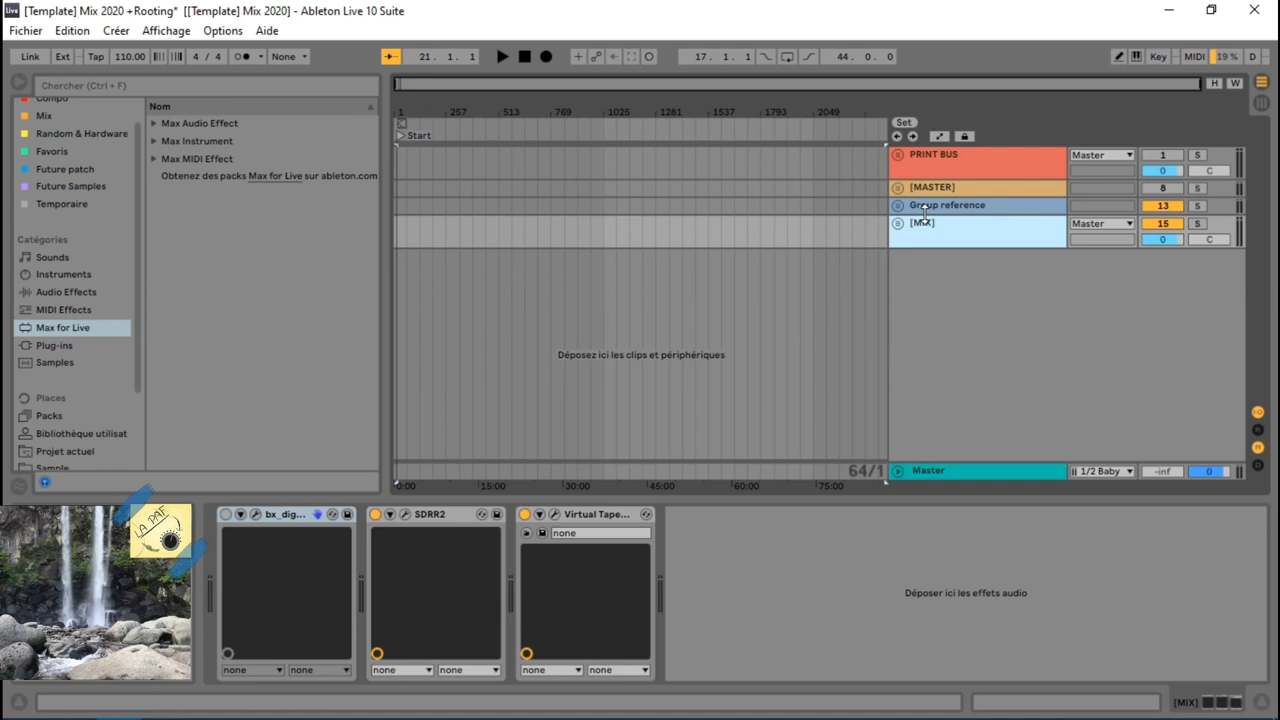 [Template] Mix 2020 +Rooting* [[Template] Mix 2020] - Ableton Live 10 Suite
Fichier Edition Créer Affichage Options Aide
Link Ext Tap 110.00 4 / 4 None 21. 1. 1 17. 1. 1 44. 0. 0 Key MIDI 19 % D
Chercher (Ctrl + F)
H W
Compo
Mix
Random & Hardware
Favoris
Future patch
Future Samples
Temporaire
Catégories
Sounds
Instruments
Audio Effects
MIDI Effects
Max for Live
Plug-ins
Samples
Places
Packs
Bibliothèque utilisat
Projet actuel
Sample
Nom
Max Audio Effect
Max Instrument
Max MIDI Effect
Obtenez des packs Max for Live sur ableton.com
1 257 513 769 1025 1281 1537 1793 2049
Start
Set
PRINT BUS Master 1 S
0 C
[MASTER] 8 S
Group reference 13 S
[MIX] Master 15 S
0 C
Déposez ici les clips et périphériques
64/1
Master 1/2 Baby -inf 0
0:00 15:00 30:00 45:00 60:00 75:00
LA PAF
bx_dig... SDRR2 Virtual Tape...
none
none none none none none none
Déposer ici les effets audio
[MIX]